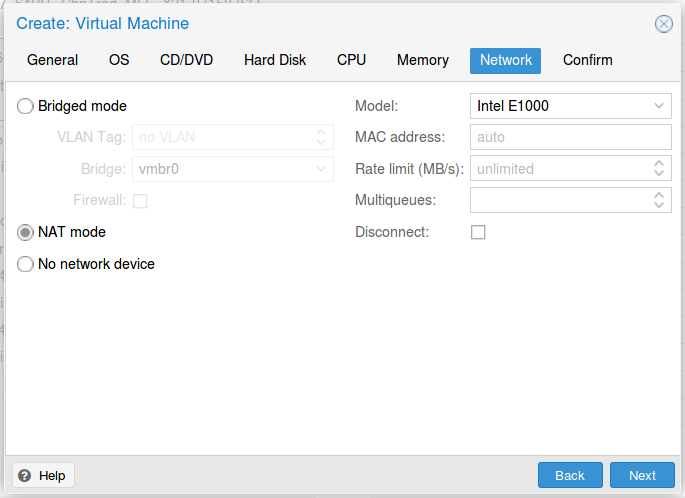 Create: Virtual Machine
General OS CD/DVD Hard Disk CPU Memory Network Confirm
Bridged mode
VLAN Tag: no VLAN
Bridge: vmbr0
Firewall:
NAT mode
No network device
Model: Intel E1000
MAC address: auto
Rate limit (MB/s): unlimited
Multiqueues:
Disconnect:
Help
Back
Next